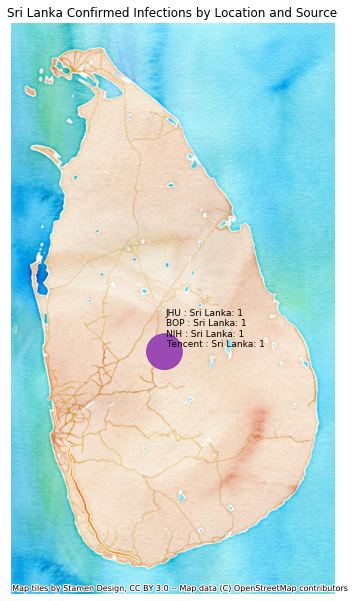 Sri Lanka Confirmed Infections by Location and Source
JHU : Sri Lanka: 1
BOP : Sri Lanka: 1
NIH : Sri Lanka: 1
Tencent : Sri Lanka: 1
Map tiles by Stamen Design, CC BY 3.0 -- Map data (C) OpenStreetMap contributors